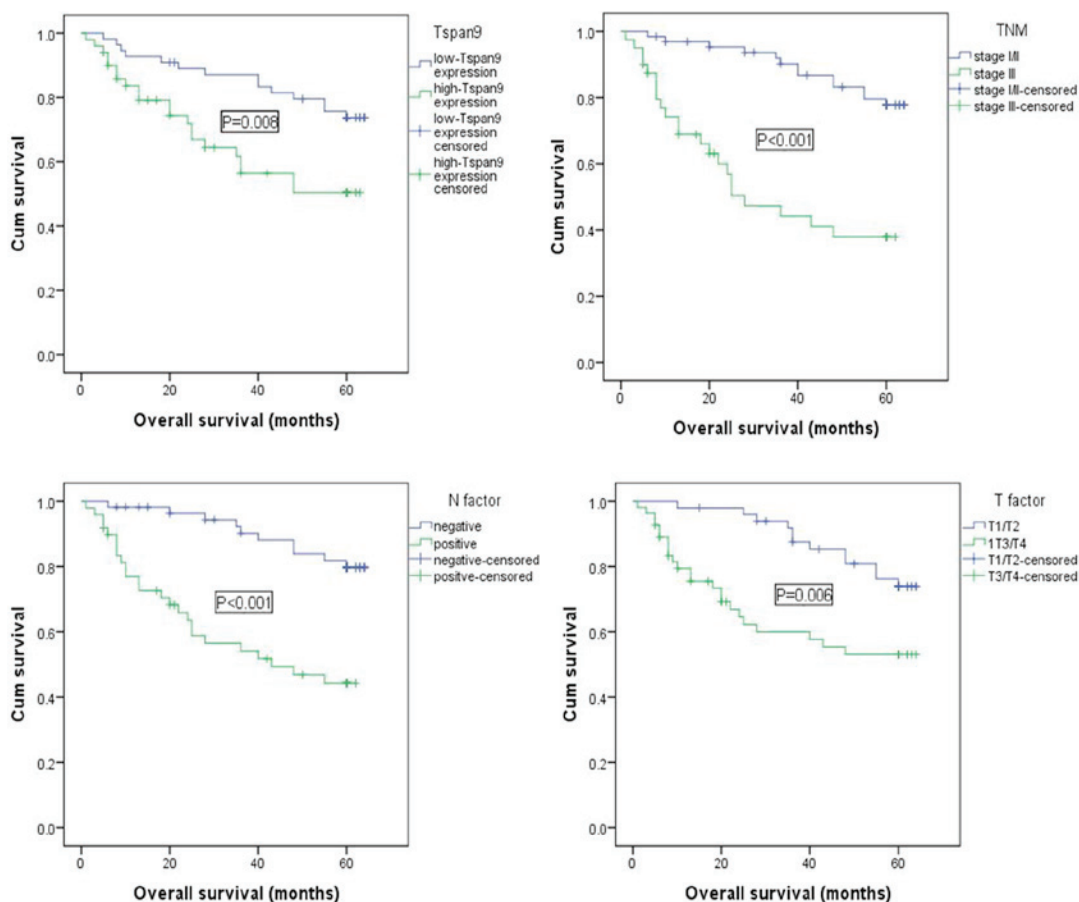 Tspan9
low-Tspan9
expression
high-Tspan9
expression
low-Tspan9
expression
censored
high-Tspan9
expression
censored
P=0.008
Cum survival
1.0
0.8
0.6
0.4
0.2
0.0
0
20
40
60
Overall survival (months)
TNM
stage I/II
stage III
stage I/II-censored
stage III-censored
P<0.001
Cum survival
1.0
0.8
0.6
0.4
0.2
0.0
0
20
40
60
Overall survival (months)
N factor
negative
positive
negative-censored
positve-censored
P<0.001
Cum survival
1.0
0.8
0.6
0.4
0.2
0.0
0
20
40
60
Overall survival (months)
T factor
T1/T2
1T3/T4
T1/T2-censored
T3/T4-censored
P=0.006
Cum survival
1.0
0.8
0.6
0.4
0.2
0.0
0
20
40
60
Overall survival (months)